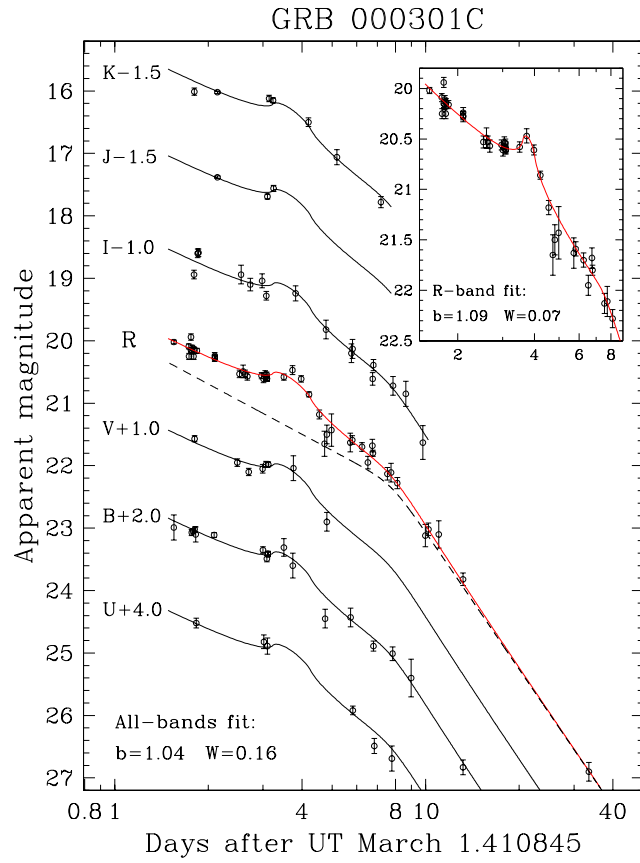 GRB 000301C
Apparent magnitude
16
17
18
19
20
21
22
23
24
25
26
27
K-1.5
J-1.5
I-1.0
R
V+1.0
B+2.0
U+4.0
20
20.5
21
21.5
22
22.5
R-band fit:
b=1.09 W=0.07
2 4 6 8
All-bands fit:
b=1.04 W=0.16
0.8 1 4 8 10 40
Days after UT March 1.410845